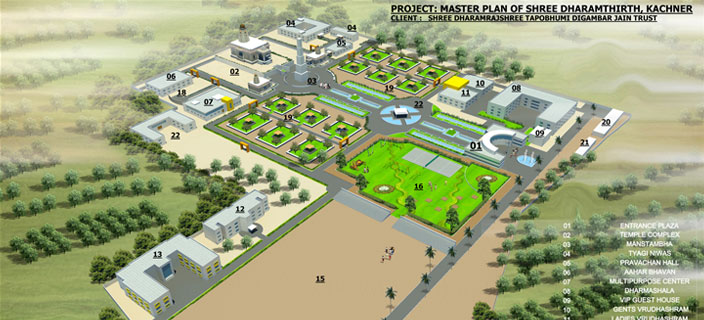 PROJECT: MASTER PLAN OF SHREE DHARAMTHIRTH, KACHNER
CLIENT : SHREE DHARAMRAJSHREE TAPOBHUMI DIGAMBAR JAIN TRUST
04
04
05
02
06
18
07
03
19
10
11
08
22
19
22
01
09
20
21
16
12
13
15
01 ENTRANCE PLAZA
02 TEMPLE COMPLEX
03 MANSTAMBHA
04 TYAGI NIWAS
05 PRAVACHAN HALL
06 AAHAR BHAVAN
07 MULTIPURPOSE CENTER
08 DHARMASHALA
09 VIP GUEST HOUSE
10 GENTS VRUDHASHRAM
11 LADIES VRUDHASHRAM